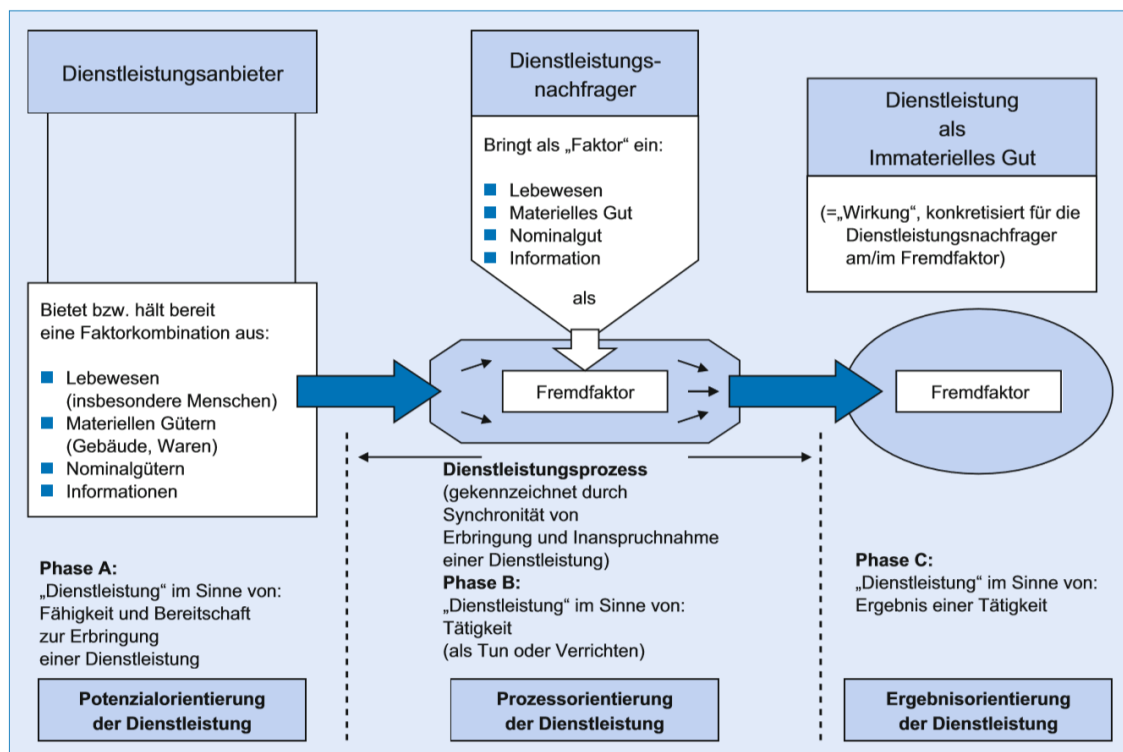 Dienstleistungsanbieter
Bietet bzw. hält bereit
eine Faktorkombination aus:
Lebewesen
(insbesondere Menschen)
Materiellen Gütern
(Gebäude, Waren)
Nominalgütern
Informationen
Dienstleistungs-
nachfrager
Bringt als „Faktor“ ein:
Lebewesen
Materielles Gut
Nominalgut
Information
als
Fremdfaktor
Dienstleistung
als
Immaterielles Gut
(=„Wirkung“, konkretisiert für die
Dienstleistungsnachfrager
am/im Fremdfaktor)
Fremdfaktor
Phase A:
„Dienstleistung“ im Sinne von:
Fähigkeit und Bereitschaft
zur Erbringung
einer Dienstleistung
Potenzialorientierung
der Dienstleistung
Dienstleistungsprozess
(gekennzeichnet durch
Synchronität von
Erbringung und Inanspruchnahme
einer Dienstleistung)
Phase B:
„Dienstleistung“ im Sinne von:
Tätigkeit
(als Tun oder Verrichten)
Prozessorientierung
der Dienstleistung
Phase C:
„Dienstleistung“ im Sinne von:
Ergebnis einer Tätigkeit
Ergebnisorientierung
der Dienstleistung